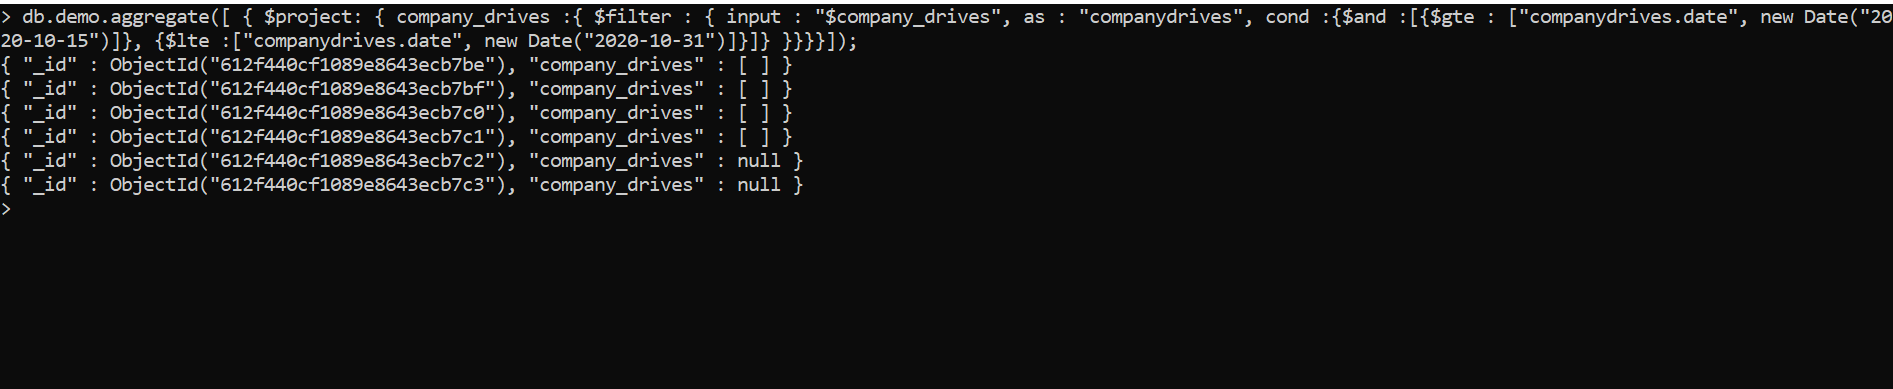 > db.demo.aggregate([ { $project: { company_drives :{ $filter : { input : "$company_drives", as : "companydrives", cond :{$and :[{$gte : ["companydrives.date", new Date("20
20-10-15")]}, {$lte :["companydrives.date", new Date("2020-10-31")]}]} }}}}]);
{ "_id" : ObjectId("612f440cf1089e8643ecb7be"), "company_drives" : [ ] }
{ "_id" : ObjectId("612f440cf1089e8643ecb7bf"), "company_drives" : [ ] }
{ "_id" : ObjectId("612f440cf1089e8643ecb7c0"), "company_drives" : [ ] }
{ "_id" : ObjectId("612f440cf1089e8643ecb7c1"), "company_drives" : [ ] }
{ "_id" : ObjectId("612f440cf1089e8643ecb7c2"), "company_drives" : null }
{ "_id" : ObjectId("612f440cf1089e8643ecb7c3"), "company_drives" : null }
>